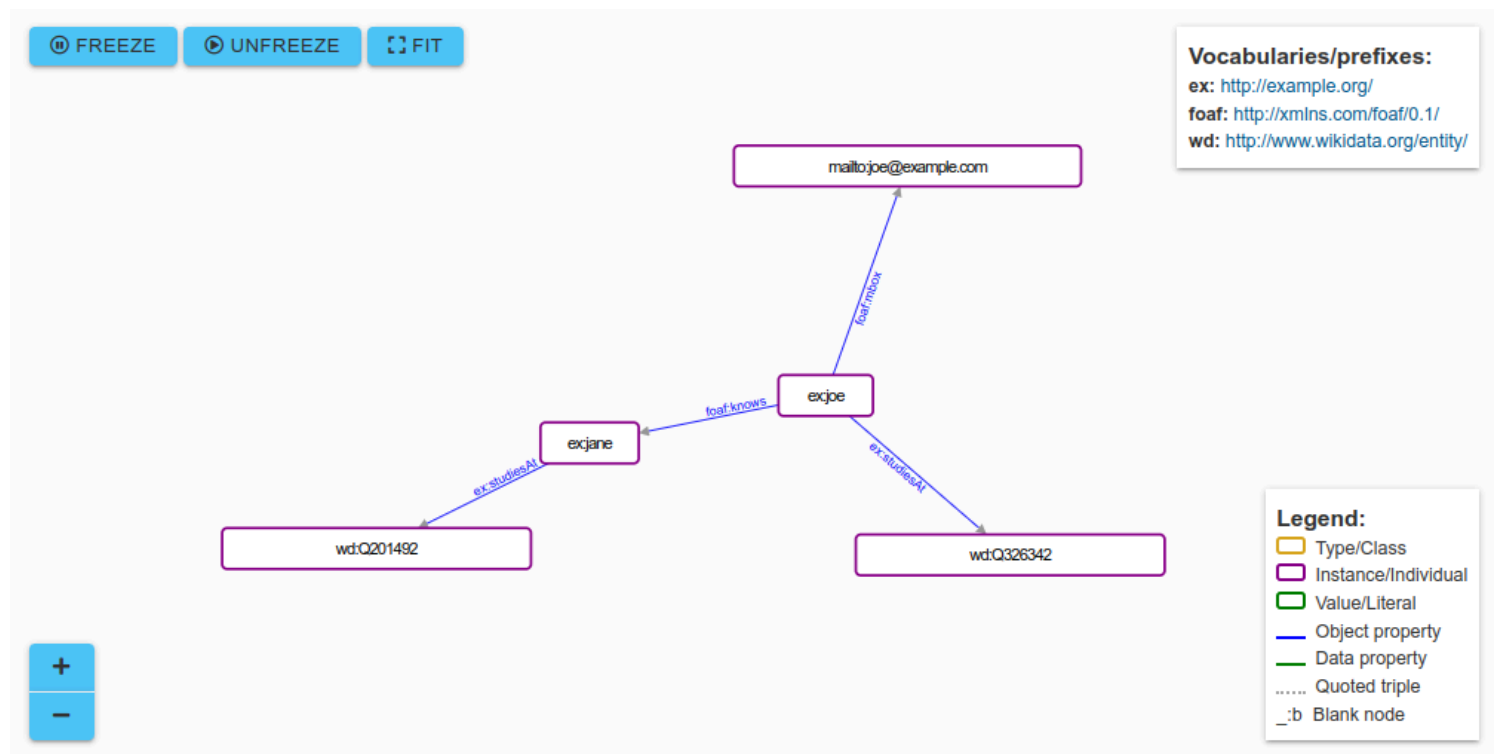 FREEZE UNFREEZE FIT
Vocabularies/prefixes:
ex: http://example.org/
foaf: http://xmlns.com/foaf/0.1/
wd: http://www.wikidata.org/entity/
mailto:joe@example.com
foaf:mbox
ex:joe
foaf:knows
ex:jane
ex:studiesAt
ex:studiesAt
wd:Q201492
wd:Q326342
Legend:
Type/Class
Instance/Individual
Value/Literal
Object property
Data property
Quoted triple
_:b Blank node
+
−